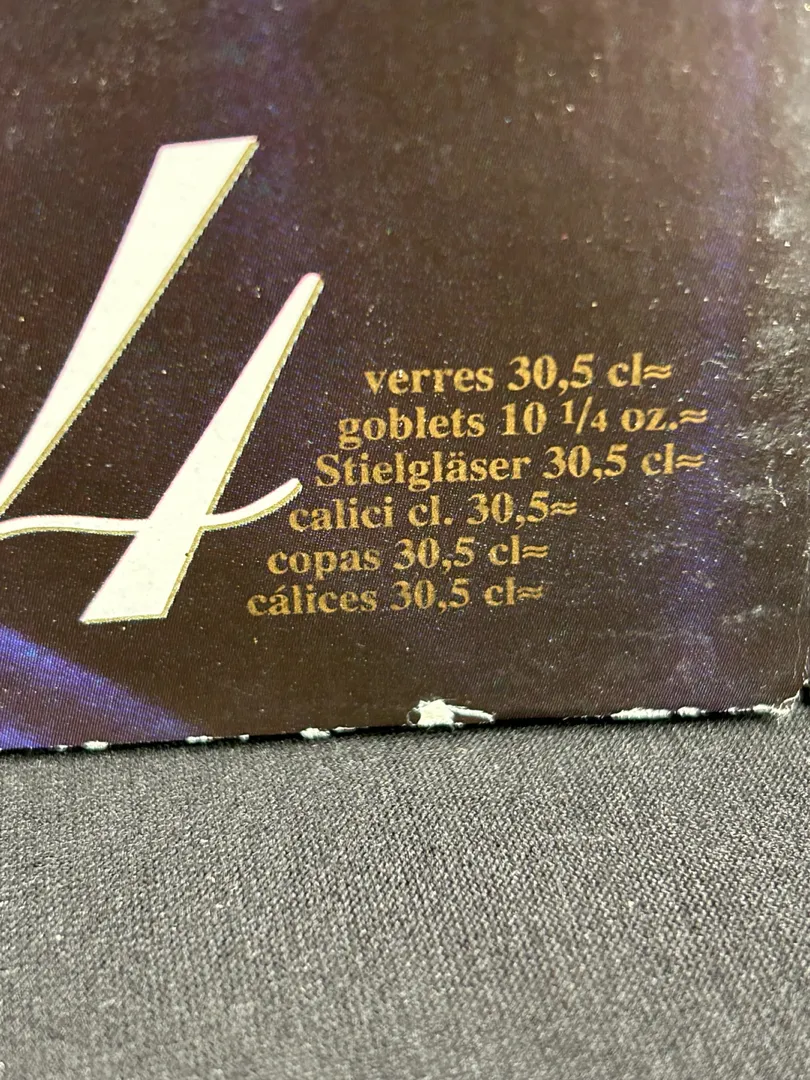 4
verres 30,5 cl≈
goblets 10 1/4 oz.≈
Stielgläser 30,5 cl≈
calici cl. 30,5≈
copas 30,5 cl≈
cálices 30,5 cl≈